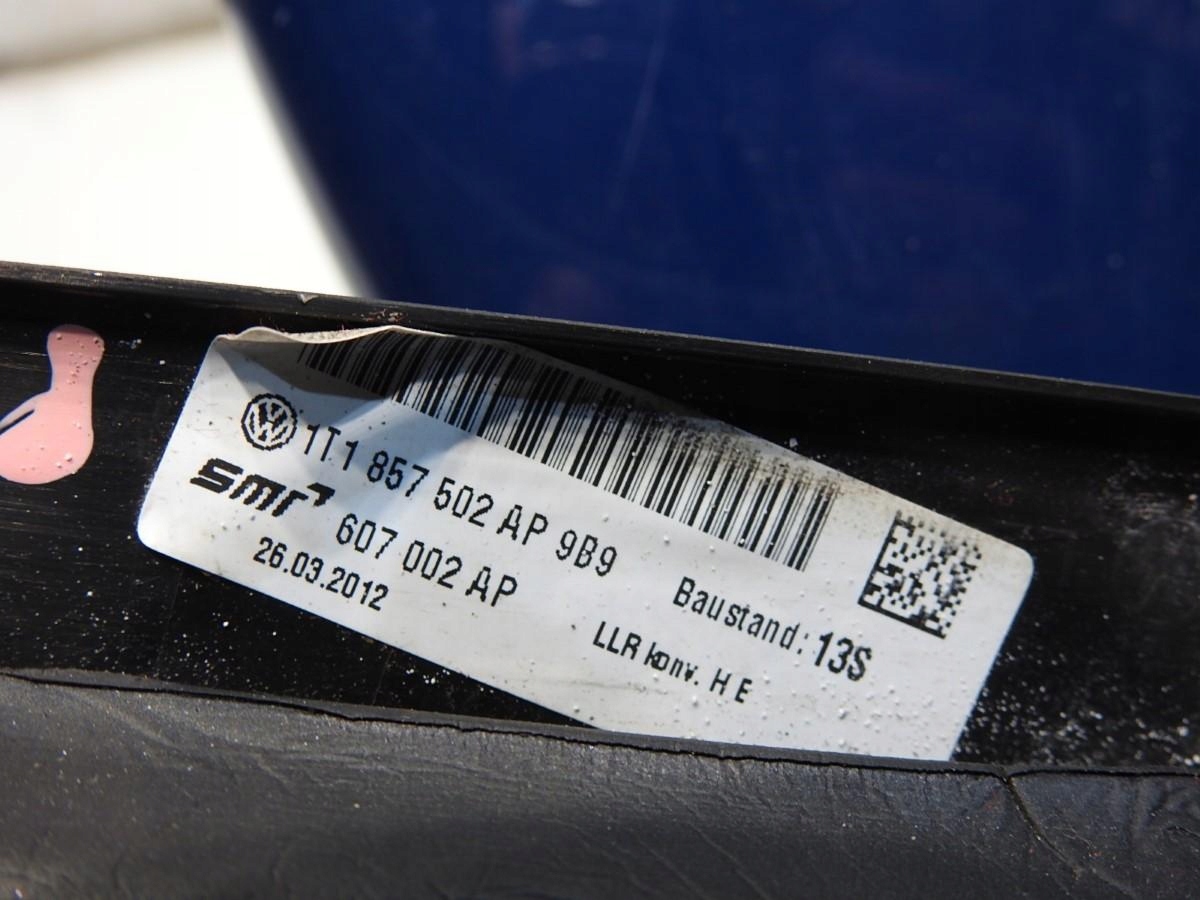 1T1 857 502 AP 9B9
smr
607 002 AP
26.03.2012
Baustand: 13S
LLR konv. H E